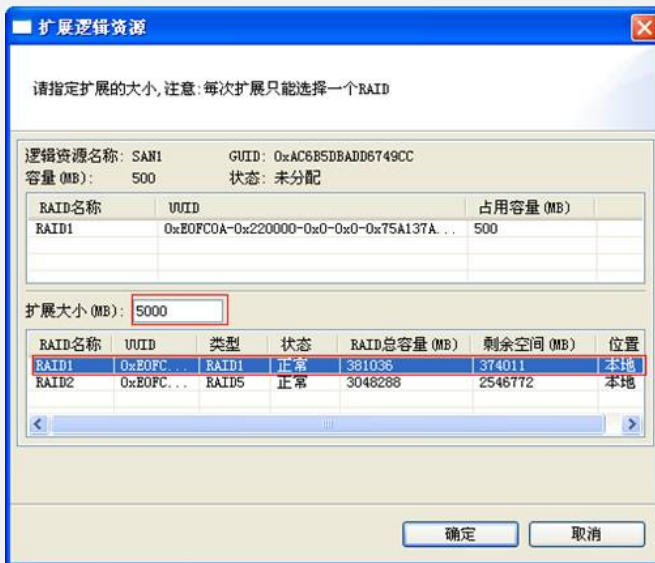 扩展逻辑资源
请指定扩展的大小,注意:每次扩展只能选择一个RAID
逻辑资源名称: SAN1 GUID: 0xAC6B5DBADD6749CC
容量(MB): 500 状态: 未分配
RAID名称 UUID 占用容量(MB)
RAID1 0xE0FC0A-0x220000-0x0-0x0-0x75A137A... 500
扩展大小(MB): 5000
RAID名称 UUID 类型 状态 RAID总容量(MB) 剩余空间(MB) 位置
RAID1 0xE0FC... RAID1 正常 381036 374011 本地
RAID2 0xE0FC... RAID5 正常 3048288 2546772 本地
确定 取消